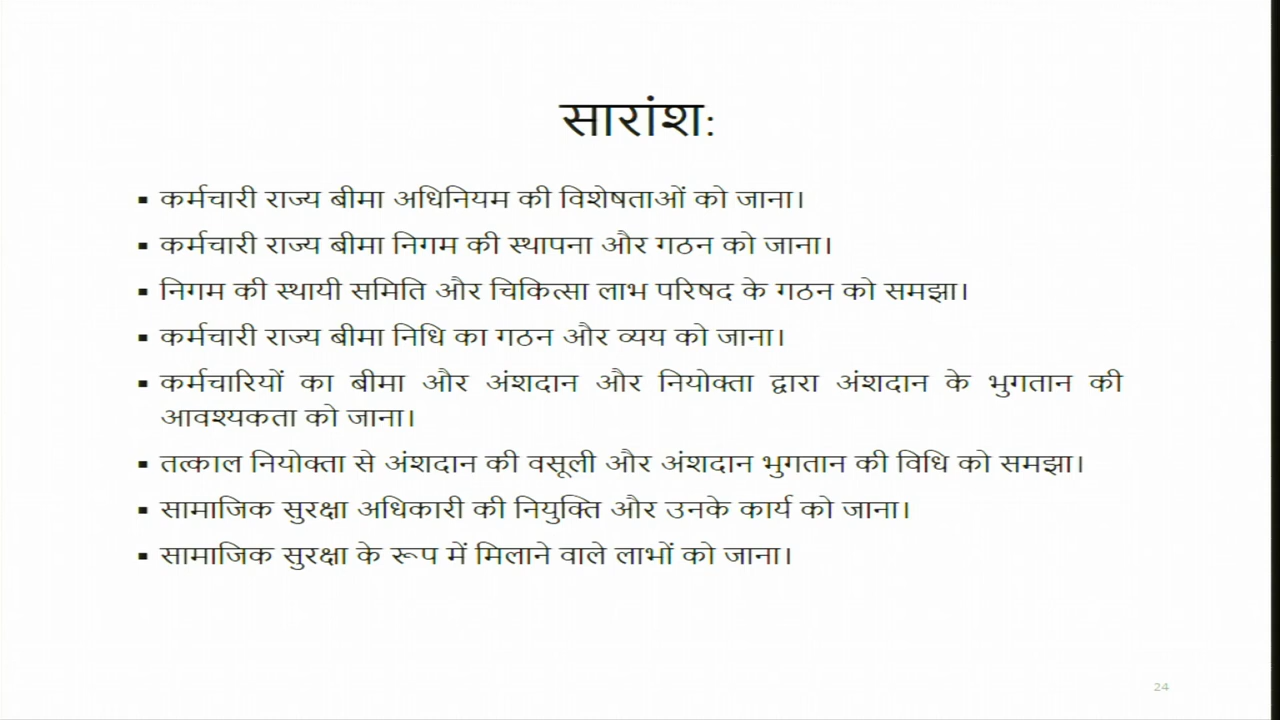 सारांश:
▪ कर्मचारी राज्य बीमा अधिनियम की विशेषताओं को जाना।
▪ कर्मचारी राज्य बीमा निगम की स्थापना और गठन को जाना।
▪ निगम की स्थायी समिति और चिकित्सा लाभ परिषद के गठन को समझा।
▪ कर्मचारी राज्य बीमा निधि का गठन और व्यय को जाना।
▪ कर्मचारियों का बीमा और अंशदान और नियोक्ता द्वारा अंशदान के भुगतान की
आवश्यकता को जाना।
▪ तत्काल नियोक्ता से अंशदान की वसूली और अंशदान भुगतान की विधि को समझा।
▪ सामाजिक सुरक्षा अधिकारी की नियुक्ति और उनके कार्य को जाना।
▪ सामाजिक सुरक्षा के रूप में मिलाने वाले लाभों को जाना।
24